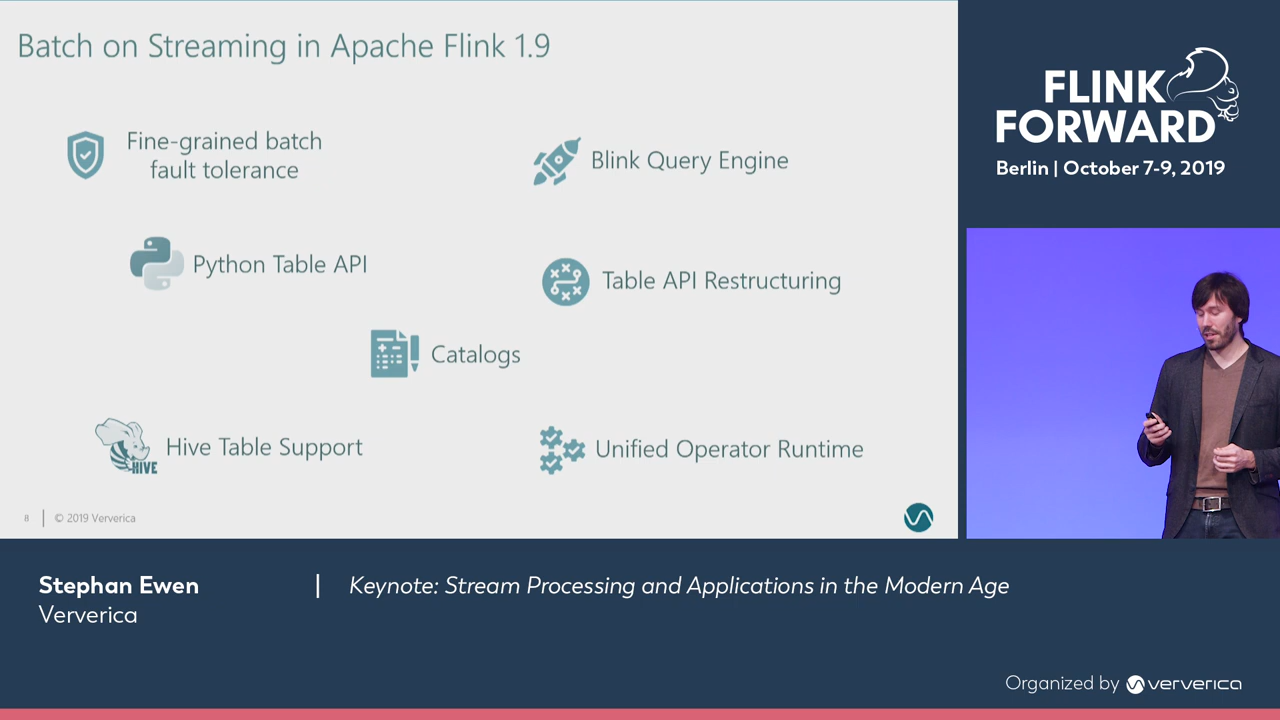 Batch on Streaming in Apache Flink 1.9
Fine-grained batch
fault tolerance
Blink Query Engine
Python Table API
Table API Restructuring
Catalogs
HIVE
Hive Table Support
Unified Operator Runtime
8 | © 2019 Ververica
FLINK
FORWARD
Berlin | October 7-9, 2019
Stephan Ewen | Keynote: Stream Processing and Applications in the Modern Age
Ververica
Organized by ververica